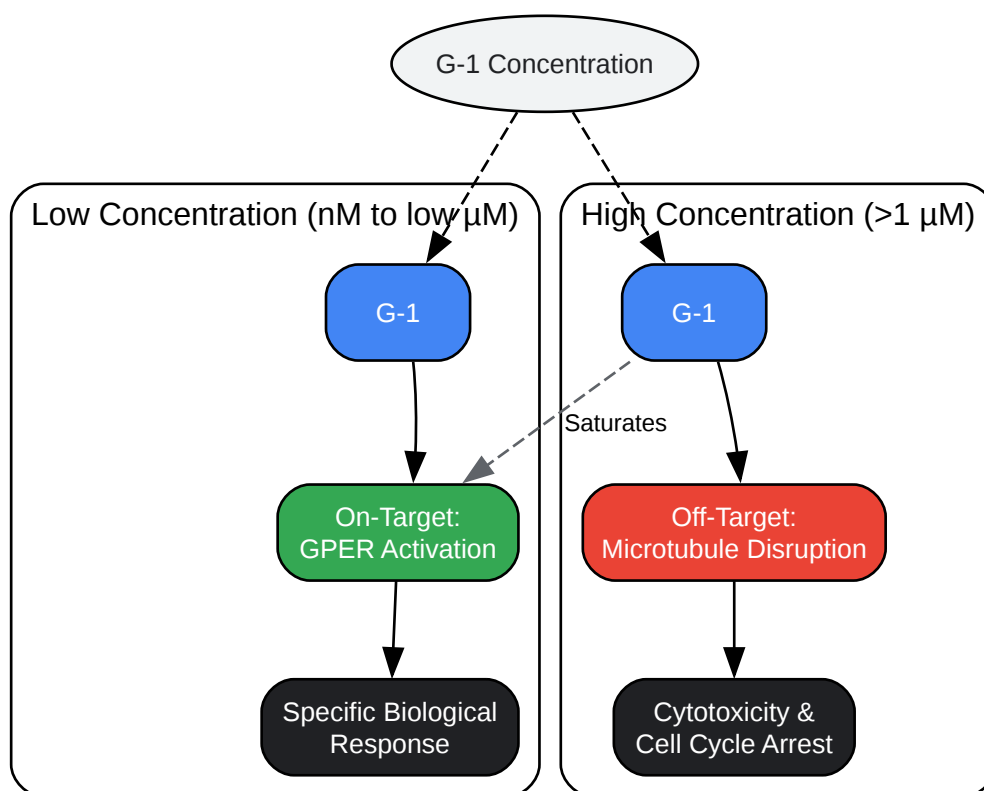 G-1 Concentration
Low Concentration (nM to low µM)
High Concentration (>1 µM)
G-1
G-1
Saturates
On-Target:
GPER Activation
Off-Target:
Microtubule Disruption
Specific Biological
Response
Cytotoxicity &
Cell Cycle Arrest